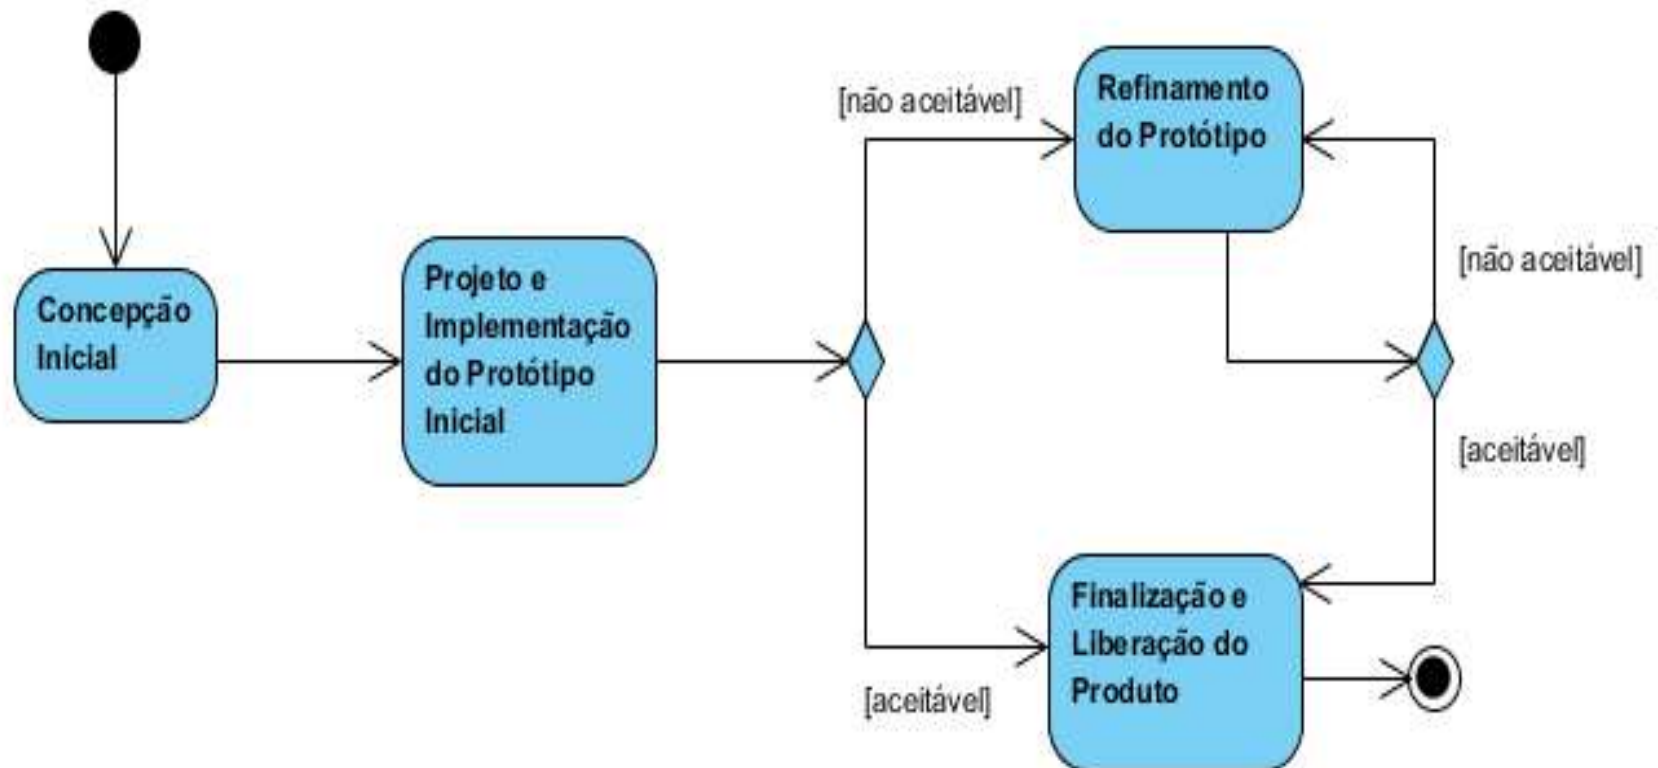 Concepção
Inicial
Projeto e
Implementação
do Protótipo
Inicial
[não aceitável]
Refinamento
do Protótipo
[não aceitável]
[aceitável]
Finalização e
Liberação do
Produto
[aceitável]